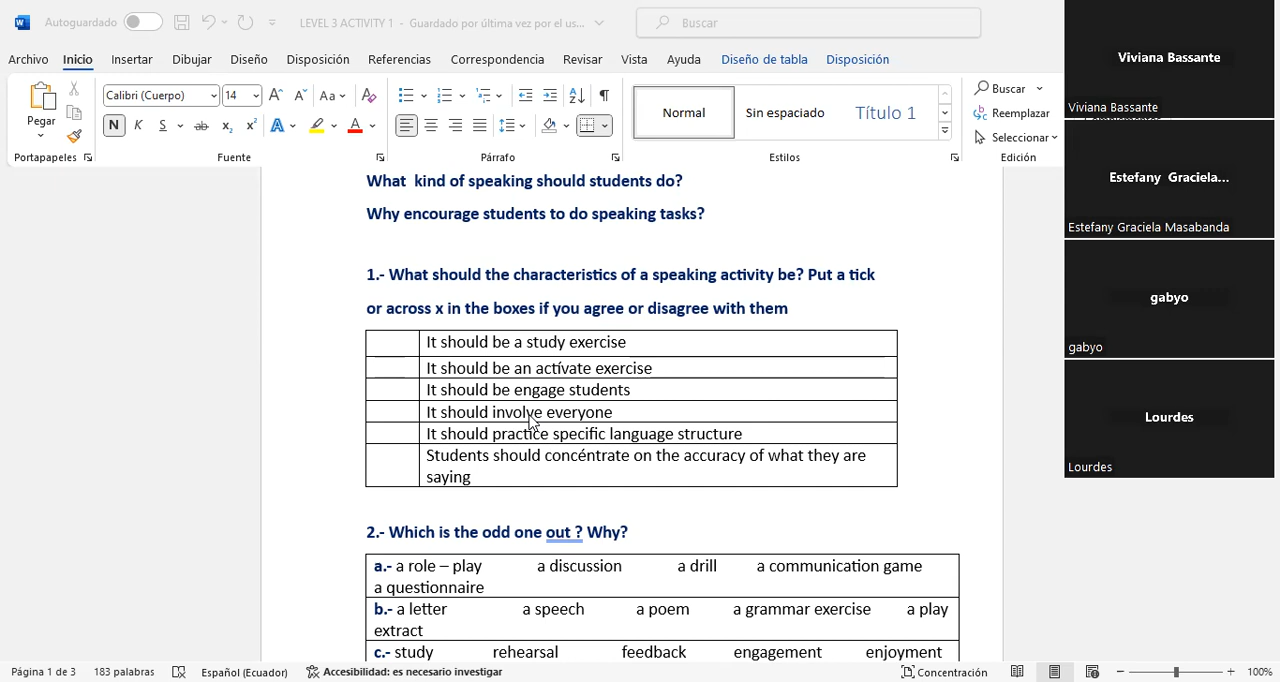 Autoguardado LEVEL 3 ACTIVITY 1 - Guardado por última vez por el us... Buscar
Archivo Inicio Insertar Dibujar Diseño Disposición Referencias Correspondencia Revisar Vista Ayuda Diseño de tabla Disposición
Pegar
Calibri (Cuerpo) 14
Aa
N K S ab x₂ x² A A
Normal
Sin espaciado
Título 1
Buscar
Reemplazar
Seleccionar
Portapapeles Fuente Párrafo Estilos Edición
What kind of speaking should students do?
Why encourage students to do speaking tasks?
1.- What should the characteristics of a speaking activity be? Put a tick
or across x in the boxes if you agree or disagree with them
It should be a study exercise
It should be an actívate exercise
It should be engage students
It should involve everyone
It should practice specific language structure
Students should concéntrate on the accuracy of what they are
saying
2.- Which is the odd one out ? Why?
a.- a role – play a discussion a drill a communication game
a questionnaire
b.- a letter a speech a poem a grammar exercise a play
extract
c.- study rehearsal feedback engagement enjoyment
Página 1 de 3 183 palabras Español (Ecuador) Accesibilidad: es necesario investigar Concentración 100%
Viviana Bassante
Viviana Bassante
Estefany Graciela...
Estefany Graciela Masabanda
gabyo
gabyo
Lourdes
Lourdes